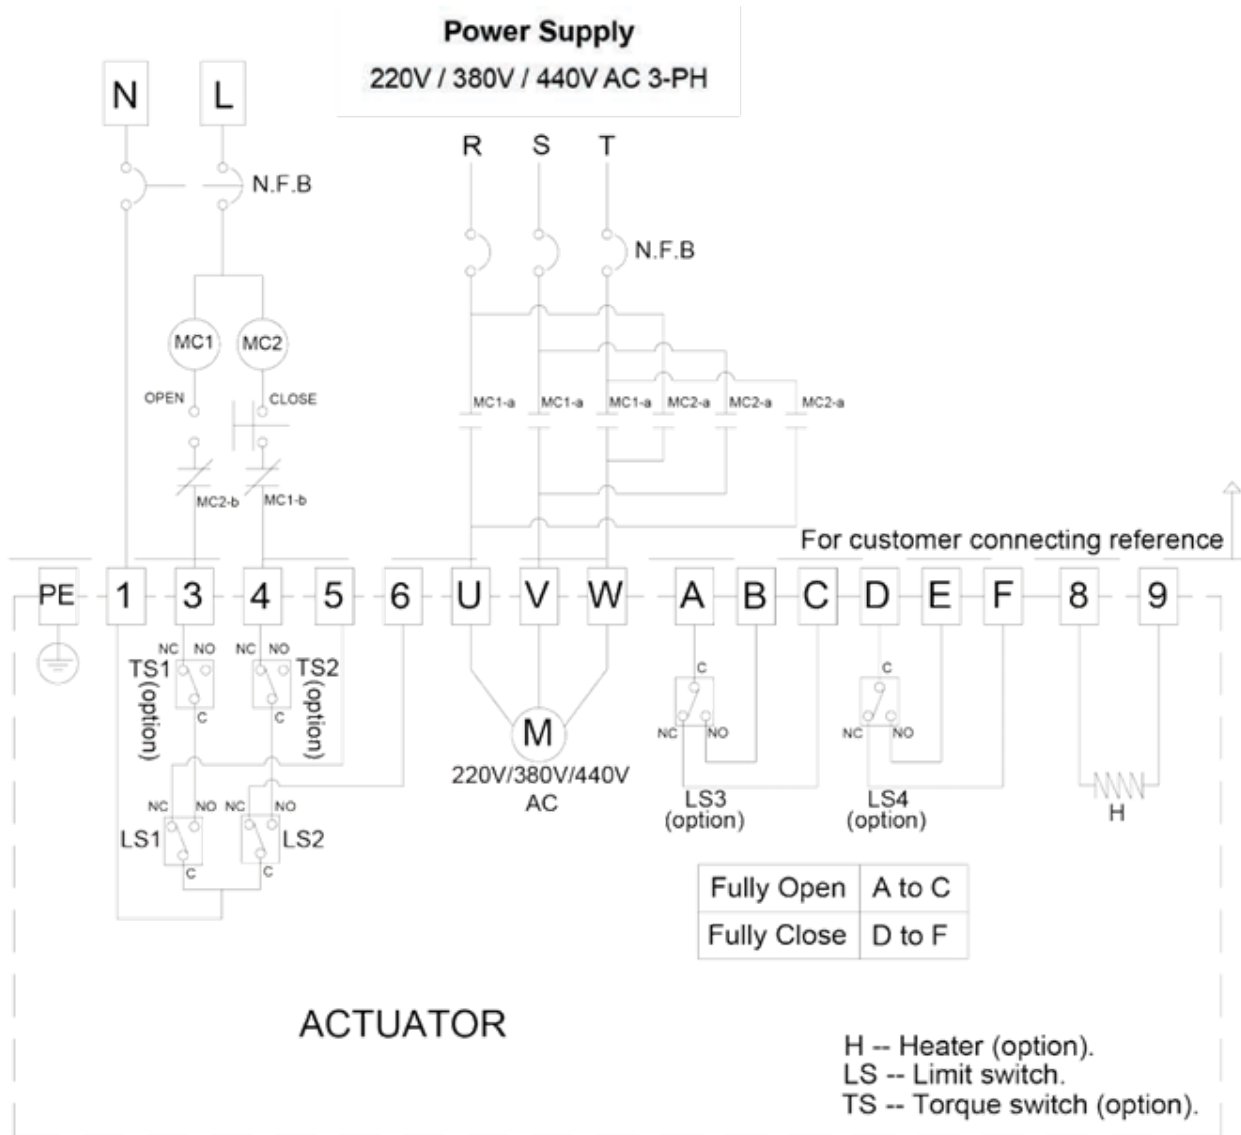 Power Supply
220V / 380V / 440V AC 3-PH
N L
R S T
N.F.B
N.F.B
MC1 MC2
OPEN CLOSE
MC1-a MC1-a MC1-a MC2-a MC2-a MC2-a
MC2-b MC1-b
For customer connecting reference
PE 1 3 4 5 6 U V W A B C D E F 8 9
NC NO NC NO
TS1 (option) TS2 (option)
C C
C C
M
NC NO NC NO
220V/380V/440V
AC
NC NO NC NO
LS1 LS2
C C
LS3
(option)
LS4
(option)
H
Fully Open A to C
Fully Close D to F
ACTUATOR
H -- Heater (option).
LS -- Limit switch.
TS -- Torque switch (option).